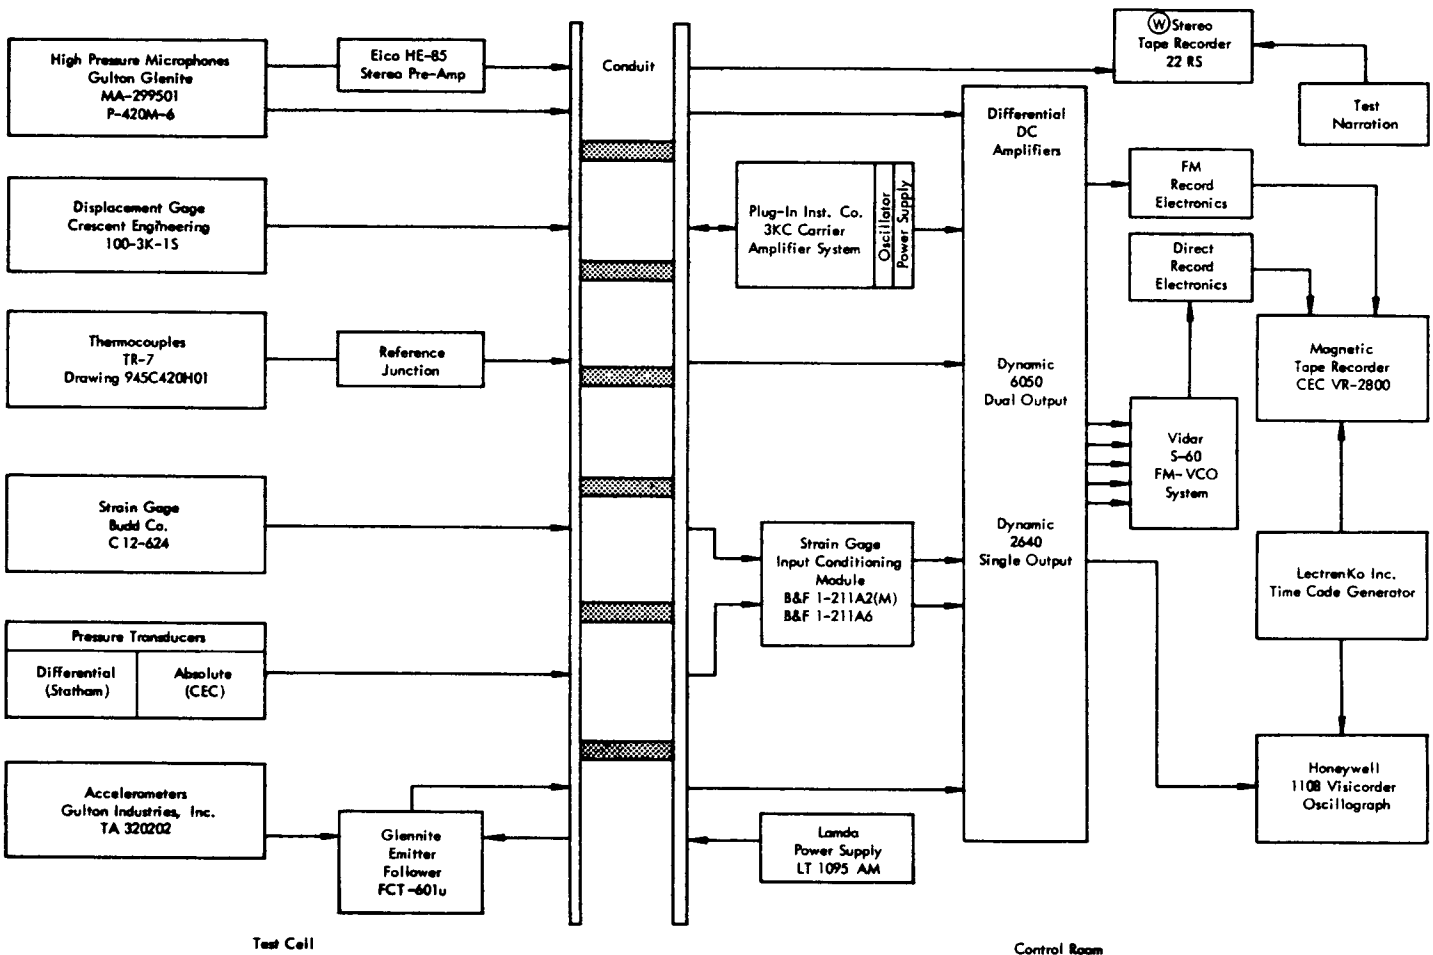 High Pressure Microphones
Gulton Glenite
MA-299501
P-420M-6
Eico HE-85
Stereo Pre-Amp
Conduit
W Stereo
Tape Recorder
22 RS
Test
Narration
Differential
DC
Amplifiers
FM
Record
Electronics
Displacement Gage
Crescent Engineering
100-3K-1S
Plug-In Inst. Co.
3KC Carrier
Amplifier System
Oscillator
Power Supply
Direct
Record
Electronics
Thermocouples
TR-7
Drawing 945C420H01
Reference
Junction
Dynamic
6050
Dual Output
Magnetic
Tape Recorder
CEC VR-2800
Vidar
S-60
FM-VCO
System
Strain Gage
Budd Co.
C12-624
Strain Gage
Input Conditioning
Module
B&F 1-211A2(M)
B&F 1-211A6
Dynamic
2640
Single Output
LectrenKo Inc.
Time Code Generator
Pressure Transducers
Differential
(Statham)
Absolute
(CEC)
Accelerometers
Gulton Industries, Inc.
TA 320202
Glennite
Emitter
Follower
FCT-601u
Lamda
Power Supply
LT 1095 AM
Honeywell
1108 Visicorder
Oscillograph
Test Cell
Control Room